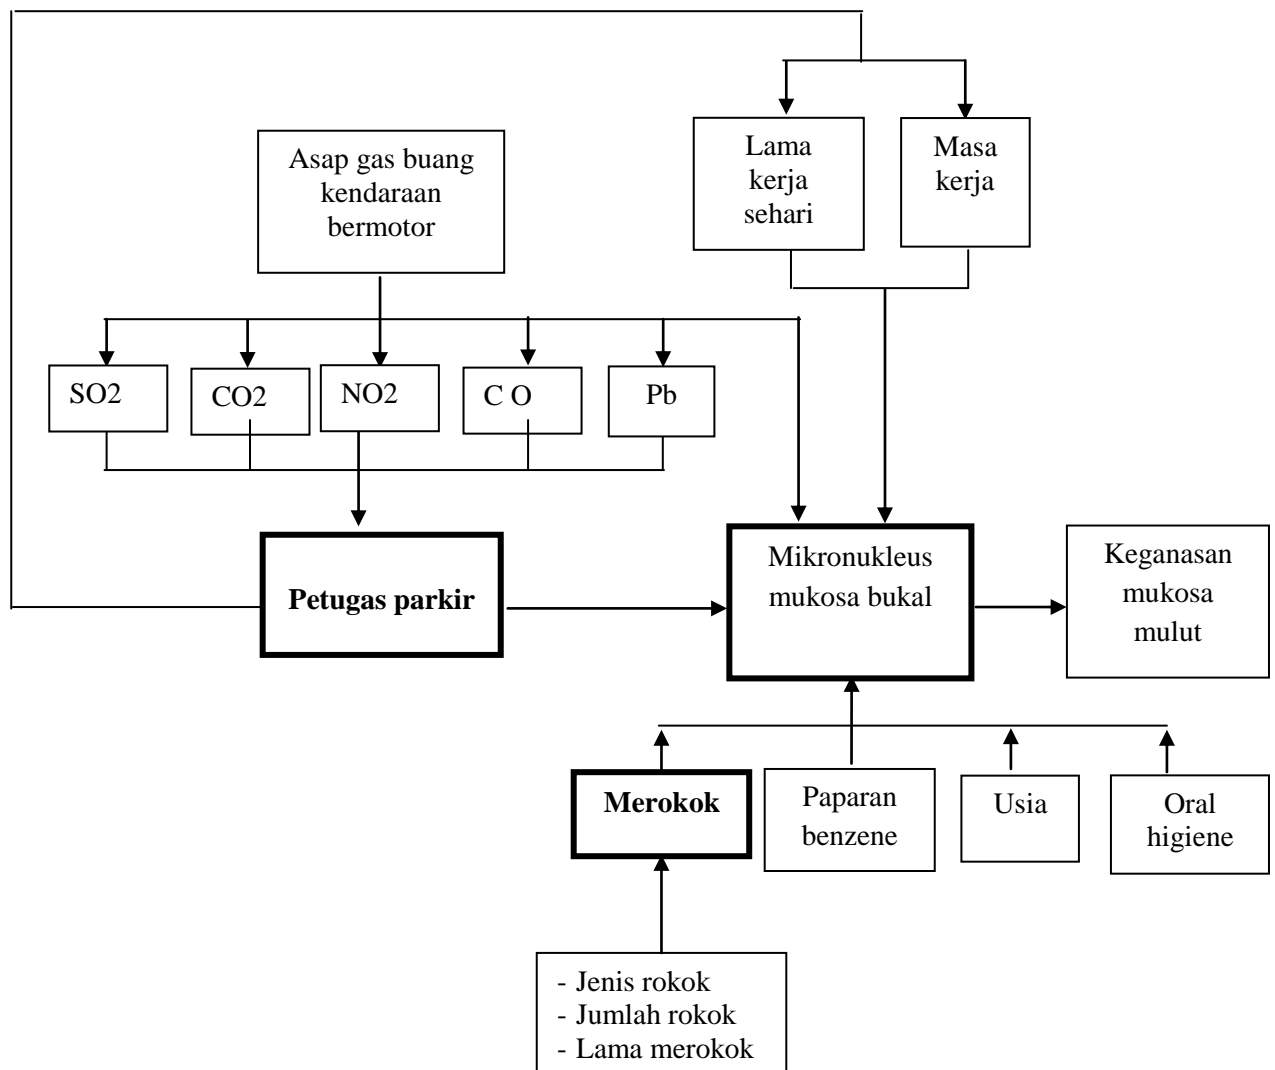 Lama
kerja
sehari
Masa
kerja
Asap gas buang
kendaraan
bermotor
SO2
CO2
NO2
C O
Pb
Petugas parkir
Mikronukleus
mukosa bukal
Keganasan
mukosa
mulut
Merokok
Paparan
benzene
Usia
Oral
higiene
- Jenis rokok
- Jumlah rokok
- Lama merokok